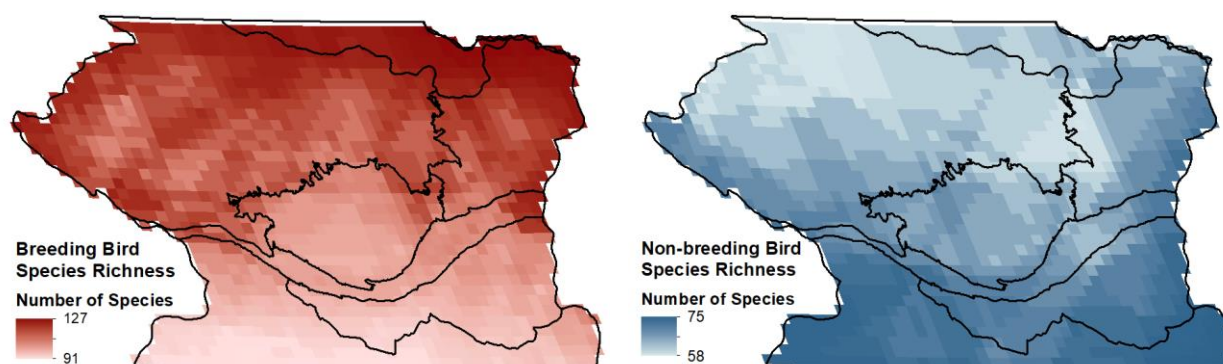 Breeding Bird
Species Richness
Number of Species
127
91
Non-breeding Bird
Species Richness
Number of Species
75
58